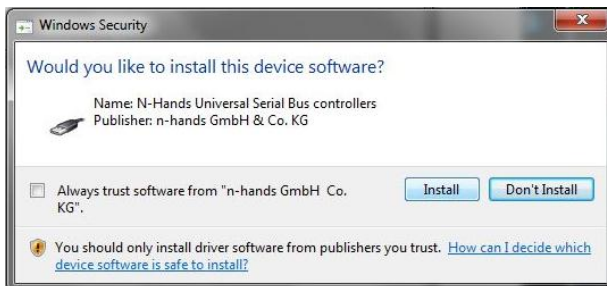 Windows Security
Would you like to install this device software?
Name: N-Hands Universal Serial Bus controllers
Publisher: n-hands GmbH & Co. KG
Always trust software from "n-hands GmbH  Co.
KG".
Install
Don't Install
You should only install driver software from publishers you trust. How can I decide which
device software is safe to install?